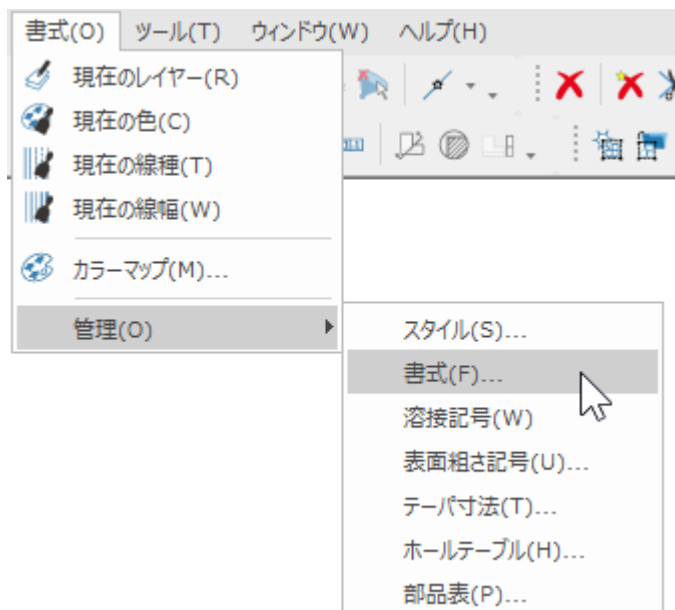 書式(O) ツール(T) ウィンドウ(W) ヘルプ(H)
現在のレイヤー(R)
現在の色(C)
現在の線種(T)
現在の線幅(W)
カラーマップ(M)...
管理(O)
スタイル(S)...
書式(F)...
溶接記号(W)
表面粗さ記号(U)...
テーパ寸法(T)...
ホールテーブル(H)...
部品表(P)...